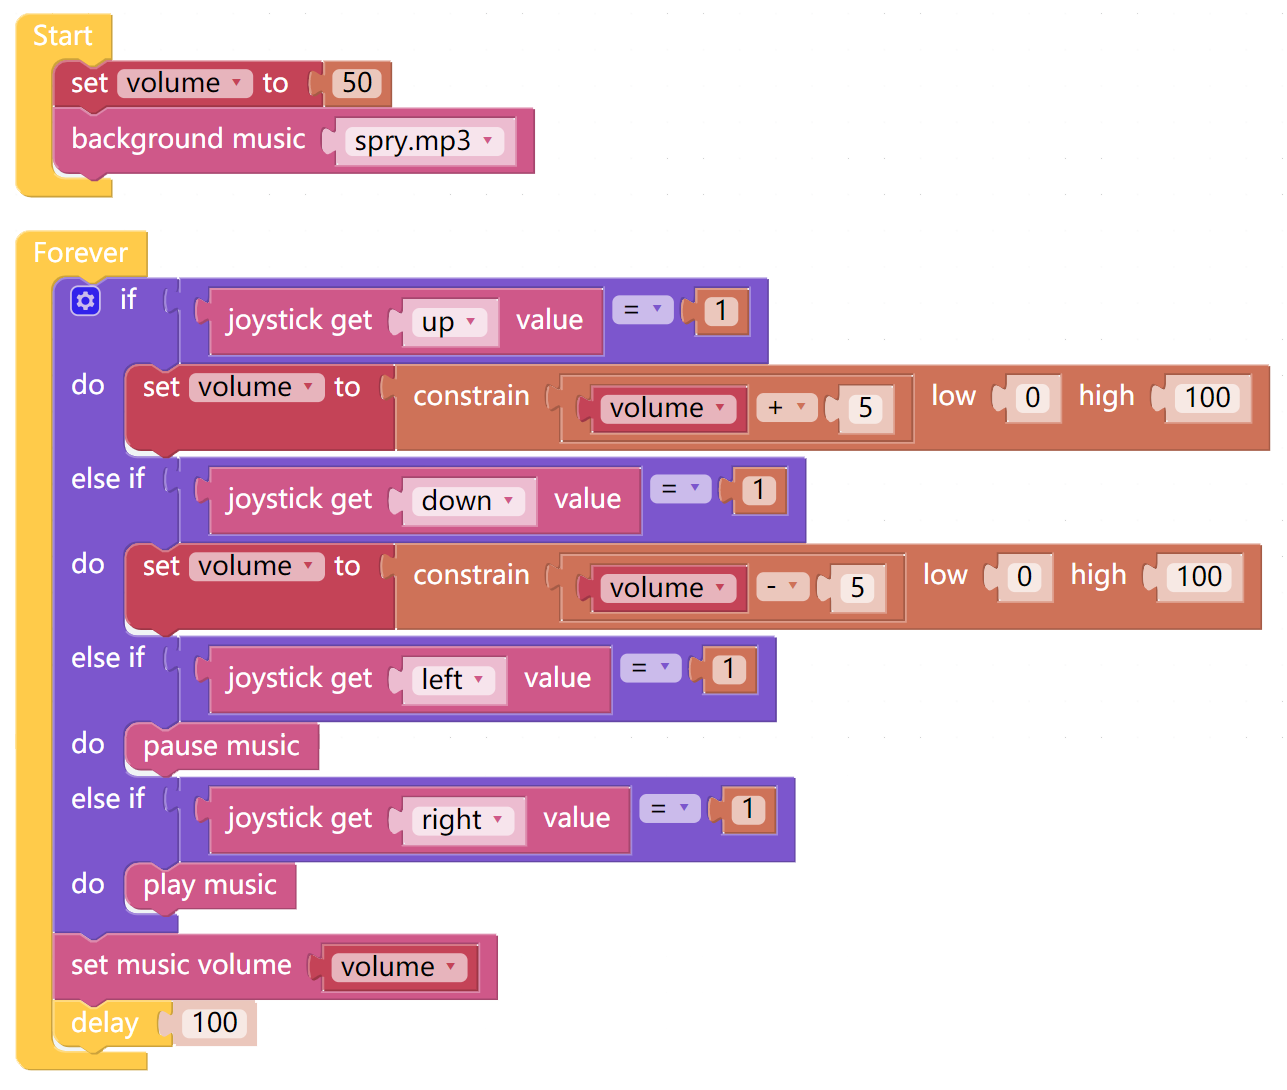 Start
set volume to 50
background music spry.mp3
Forever
if joystick get up value = 1
do set volume to constrain volume + 5 low 0 high 100
else if joystick get down value = 1
do set volume to constrain volume - 5 low 0 high 100
else if joystick get left value = 1
do pause music
else if joystick get right value = 1
do play music
set music volume volume
delay 100